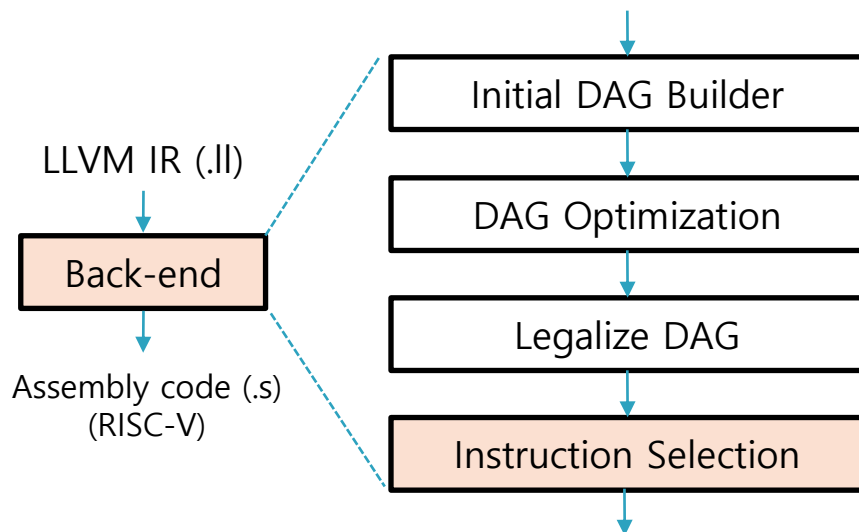 LLVM IR (.ll)
Back-end
Assembly code (.s)
(RISC-V)
Initial DAG Builder
DAG Optimization
Legalize DAG
Instruction Selection